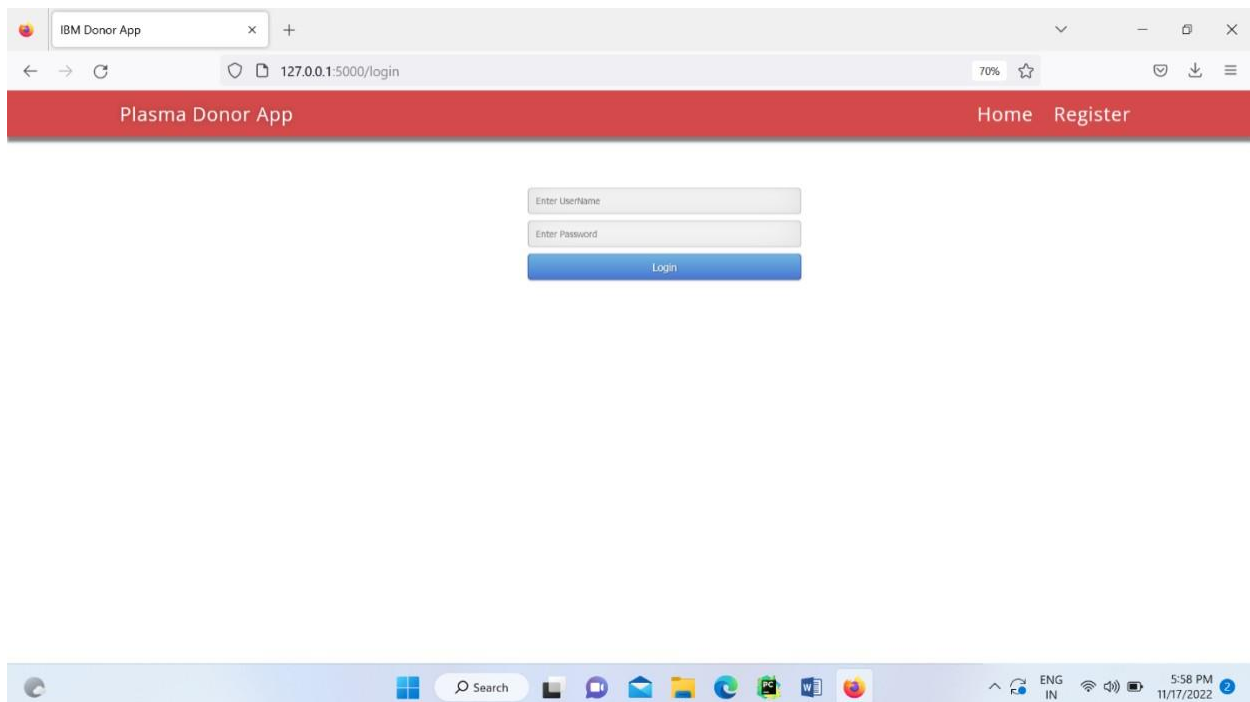 IBM Donor App
127.0.0.1:5000/login
70%
Plasma Donor App
Home Register
Enter UserName
Enter Password
Login
Search
PC
W
ENG
IN
5:58 PM
11/17/2022
2